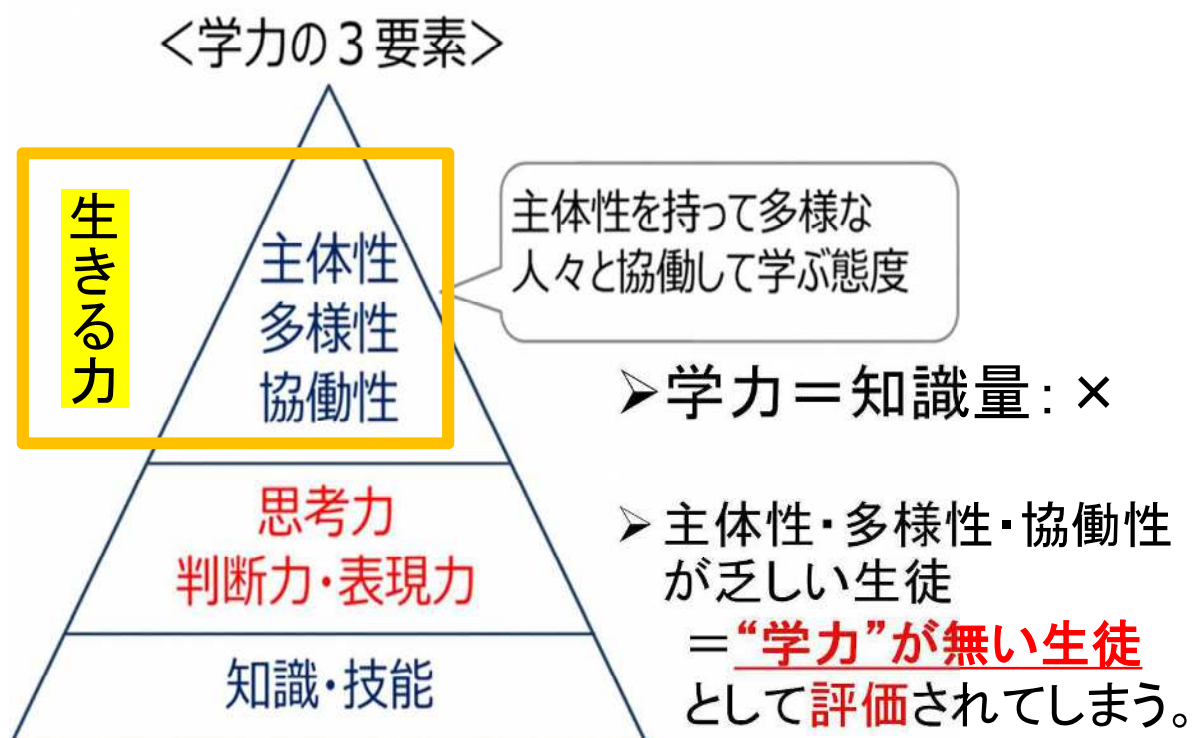 ＜学力の３要素＞
生きる力
主体性
多様性
協働性
主体性を持って多様な
人々と協働して学ぶ態度
思考力
判断力・表現力
知識・技能
➢学力＝知識量：×
➢主体性・多様性・協働性
が乏しい生徒
＝“学力”が無い生徒
として評価されてしまう。